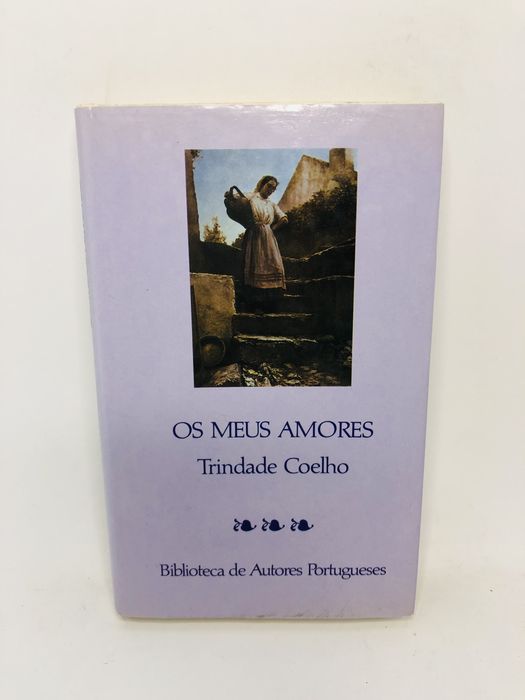 OS MEUS AMORES
Trindade Coelho
Biblioteca de Autores Portugueses